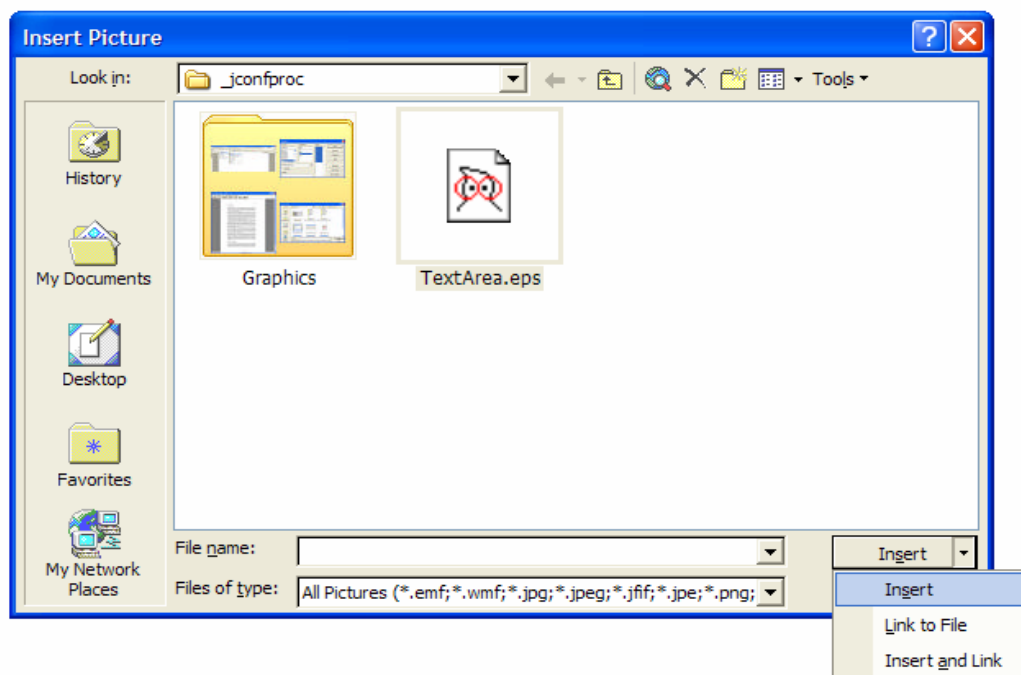 Insert Picture
Look in:
_jconfproc
Tools
History
My Documents
Desktop
Favorites
My Network
Places
Graphics
TextArea.eps
File name:
Insert
Files of type:
All Pictures (*.emf;*.wmf;*.jpg;*.jpeg;*.jfif;*.jpe;*.png;
Insert
Link to File
Insert and Link